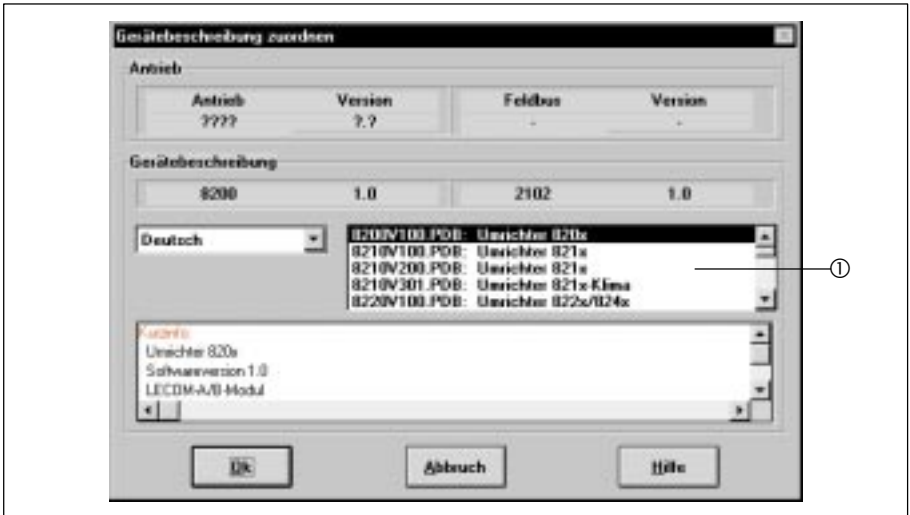 Gerätebeschreibung zuordnen
Antrieb
Antrieb Version Feldbus Version
???? ?.? - -
Gerätebeschreibung
8200 1.0 2102 1.0
Deutsch
8200V100.PDB: Umrichter 820x
8210V100.PDB: Umrichter 821x
8210V200.PDB: Umrichter 821x
8210V301.PDB: Umrichter 821x-Klima
8220V100.PDB: Umrichter 822x/824x
①
Kurzinfo
Umrichter 820x
Softwareversion 1.0
LECOM-A/B-Modul
Ok Abbruch Hilfe